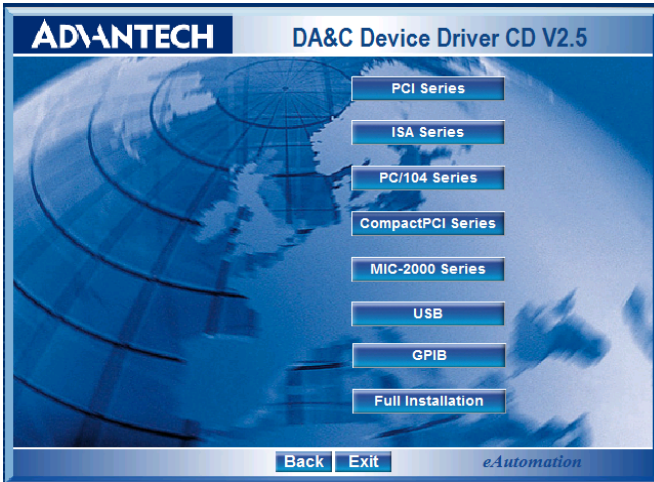 ADVANTECH DA&C Device Driver CD V2.5
PCI Series
ISA Series
PC/104 Series
CompactPCI Series
MIC-2000 Series
USB
GPIB
Full Installation
Back Exit eAutomation